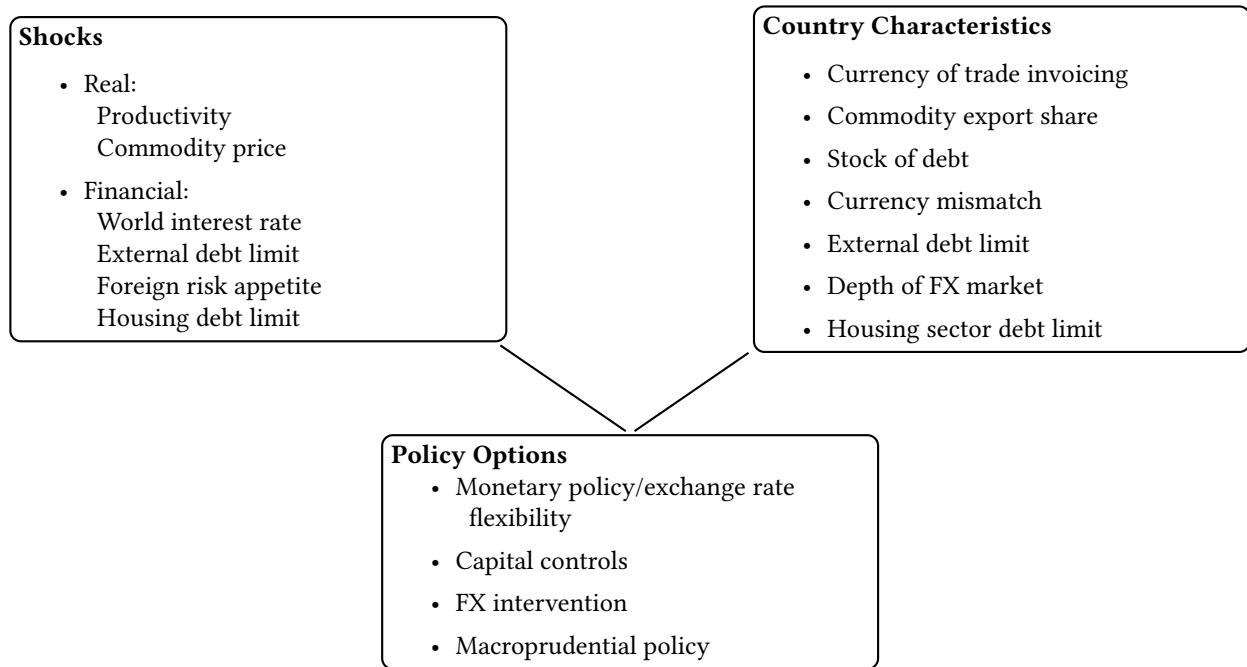 Shocks
• Real:
Productivity
Commodity price
• Financial:
World interest rate
External debt limit
Foreign risk appetite
Housing debt limit
Country Characteristics
• Currency of trade invoicing
• Commodity export share
• Stock of debt
• Currency mismatch
• External debt limit
• Depth of FX market
• Housing sector debt limit
Policy Options
• Monetary policy/exchange rate
flexibility
• Capital controls
• FX intervention
• Macroprudential policy